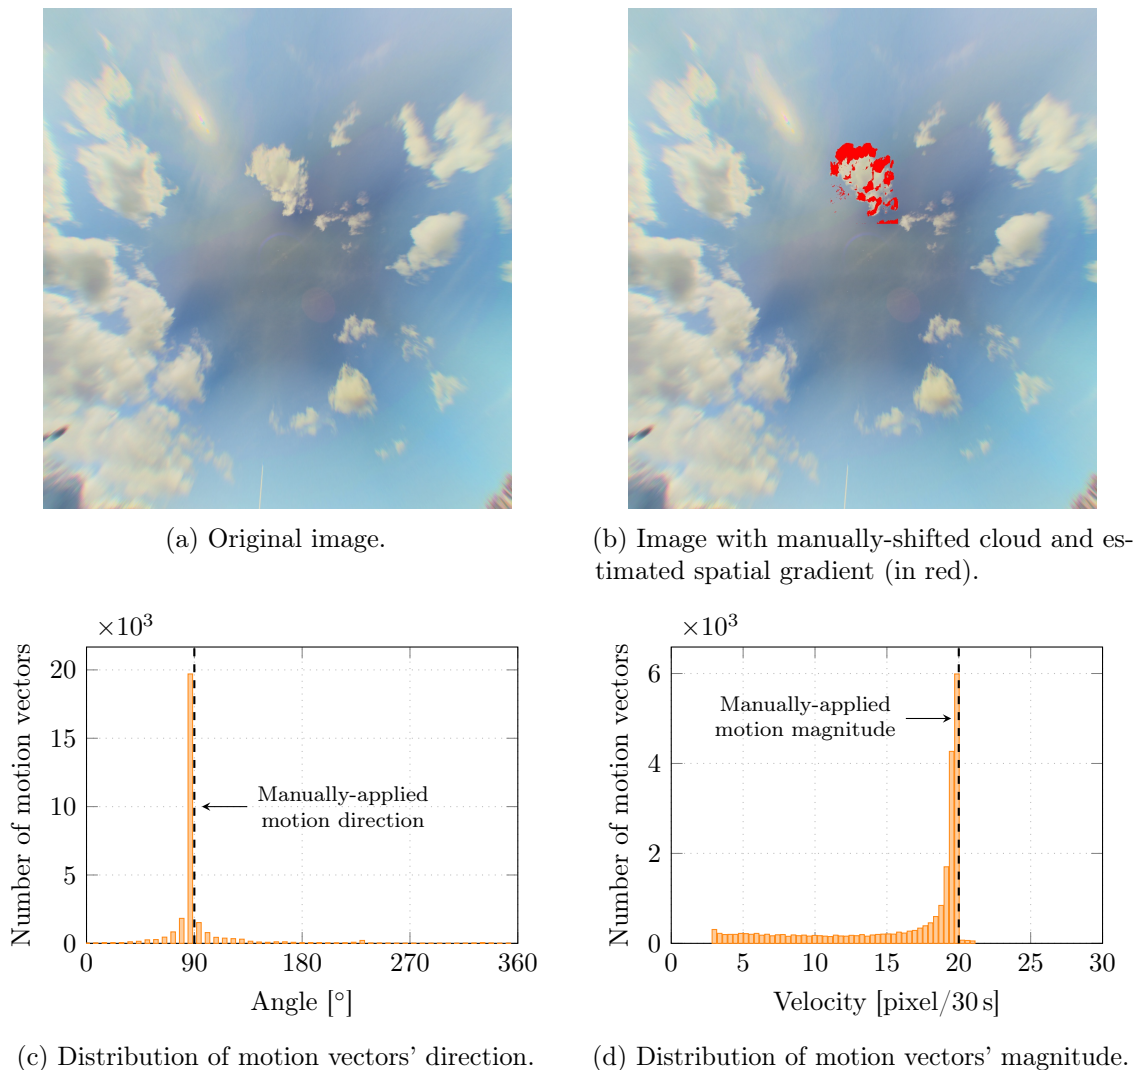 (a) Original image.
(b) Image with manually-shifted cloud and es-
timated spatial gradient (in red).
×10³
Number of motion vectors
20
15
10
5
0
Manually-applied
motion direction
0 90 180 270 360
Angle [°]
(c) Distribution of motion vectors' direction.
×10³
Number of motion vectors
6
4
2
0
Manually-applied
motion magnitude
0 5 10 15 20 25 30
Velocity [pixel/30 s]
(d) Distribution of motion vectors' magnitude.